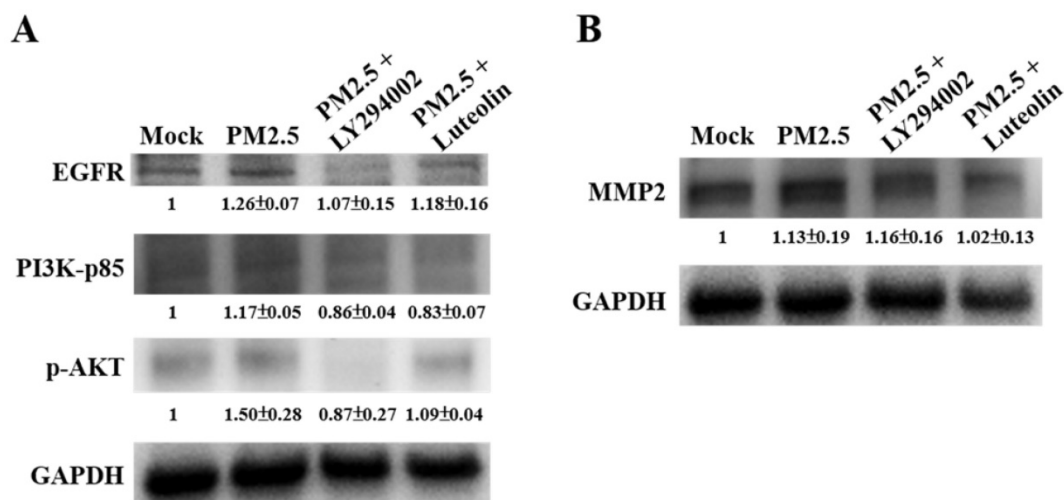 A
Mock PM2.5 PM2.5 + LY294002 PM2.5 + Luteolin
EGFR
1 1.26±0.07 1.07±0.15 1.18±0.16
PI3K-p85
1 1.17±0.05 0.86±0.04 0.83±0.07
p-AKT
1 1.50±0.28 0.87±0.27 1.09±0.04
GAPDH
B
Mock PM2.5 PM2.5 + LY294002 PM2.5 + Luteolin
MMP2
1 1.13±0.19 1.16±0.16 1.02±0.13
GAPDH